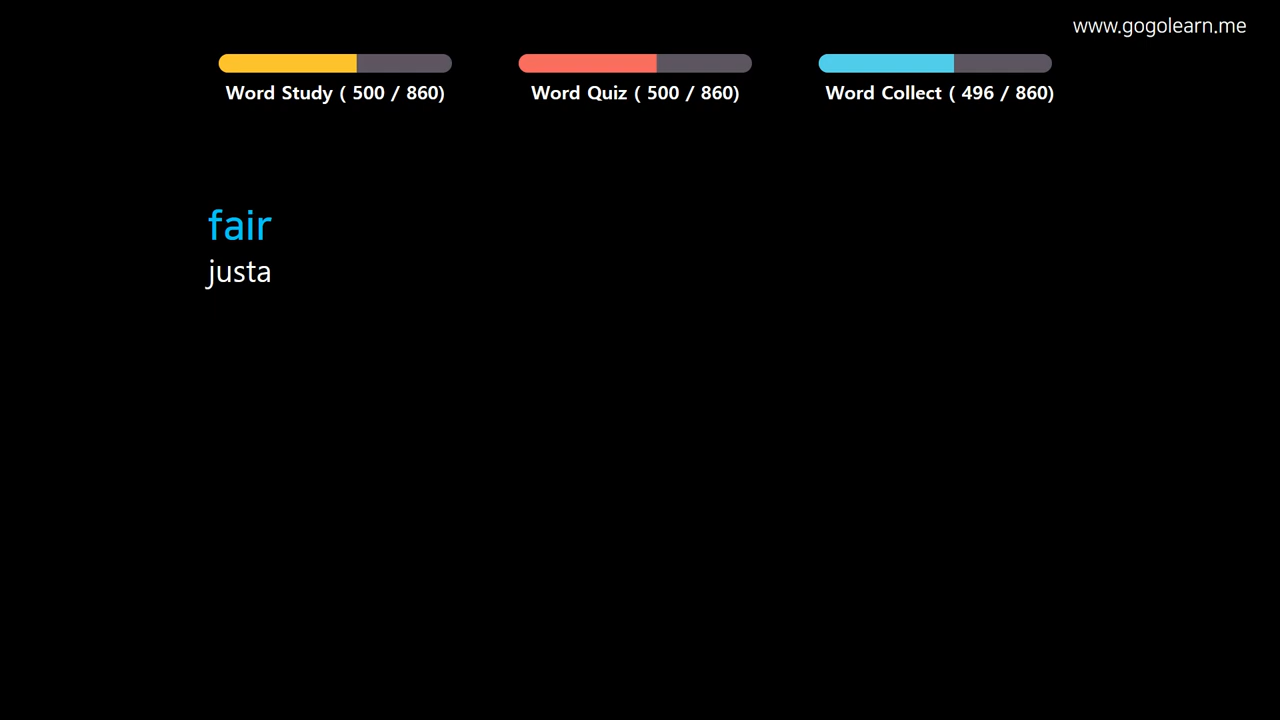 www.gogolearn.me
Word Study ( 500 / 860)
Word Quiz ( 500 / 860)
Word Collect ( 496 / 860)
fair
justa